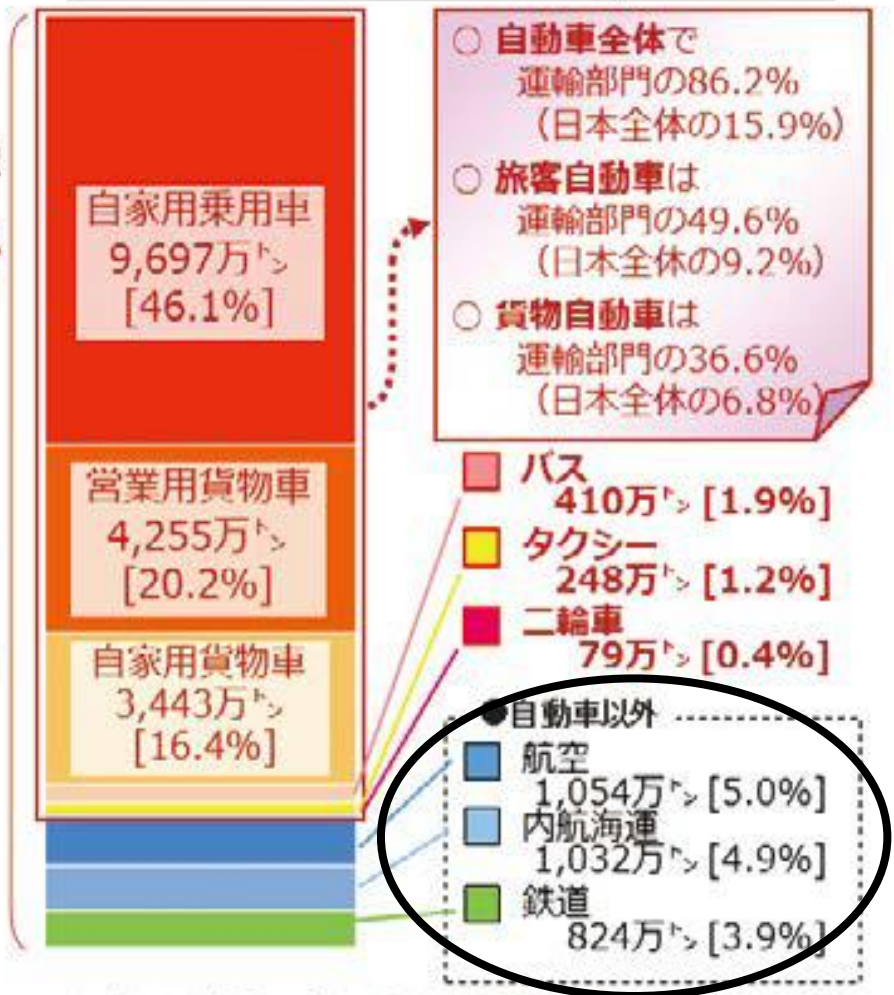 自家用乗用車
9,697万㌧
[46.1%]
営業用貨物車
4,255万㌧
[20.2%]
自家用貨物車
3,443万㌧
[16.4%]
○ 自動車全体で
運輸部門の86.2%
（日本全体の15.9%）
○ 旅客自動車は
運輸部門の49.6%
（日本全体の9.2%）
○ 貨物自動車は
運輸部門の36.6%
（日本全体の6.8%）
バス
410万㌧ [1.9%]
タクシー
248万㌧ [1.2%]
二輪車
79万㌧ [0.4%]
●自動車以外
航空
1,054万㌧ [5.0%]
内航海運
1,032万㌧ [4.9%]
鉄道
824万㌧ [3.9%]